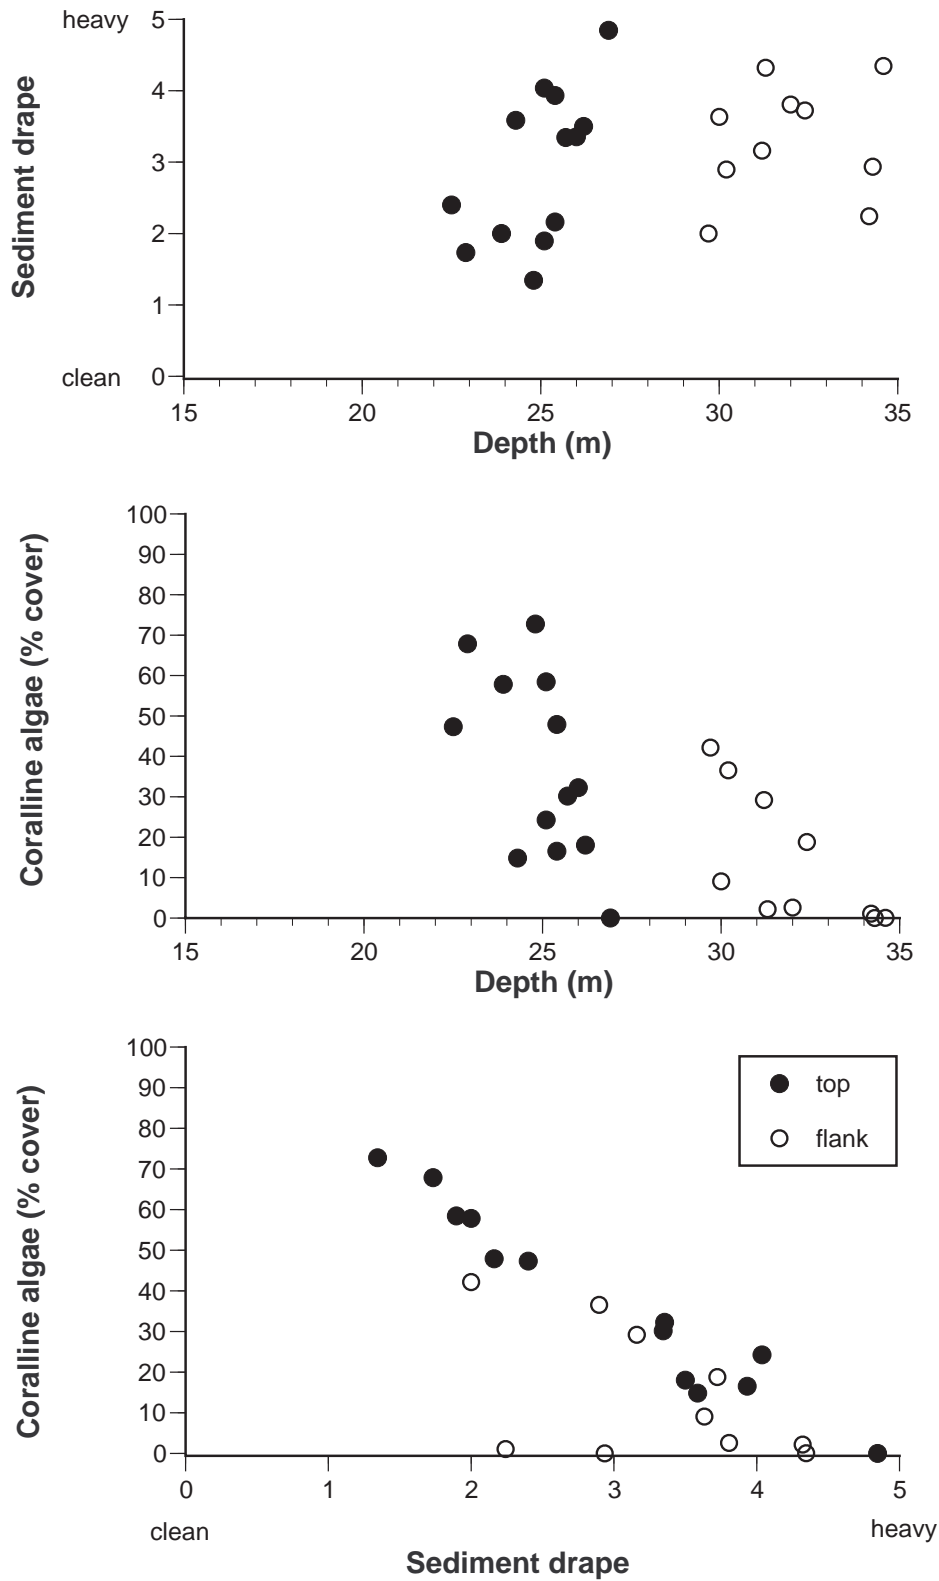 heavy 5
4
3
2
1
clean 0
Sediment drape
15 20 25 30 35
Depth (m)
100
90
80
70
60
50
40
30
20
10
0
Coralline algae (% cover)
15 20 25 30 35
Depth (m)
100
90
80
70
60
50
40
30
20
10
0
Coralline algae (% cover)
top
flank
0 1 2 3 4 5
clean heavy
Sediment drape